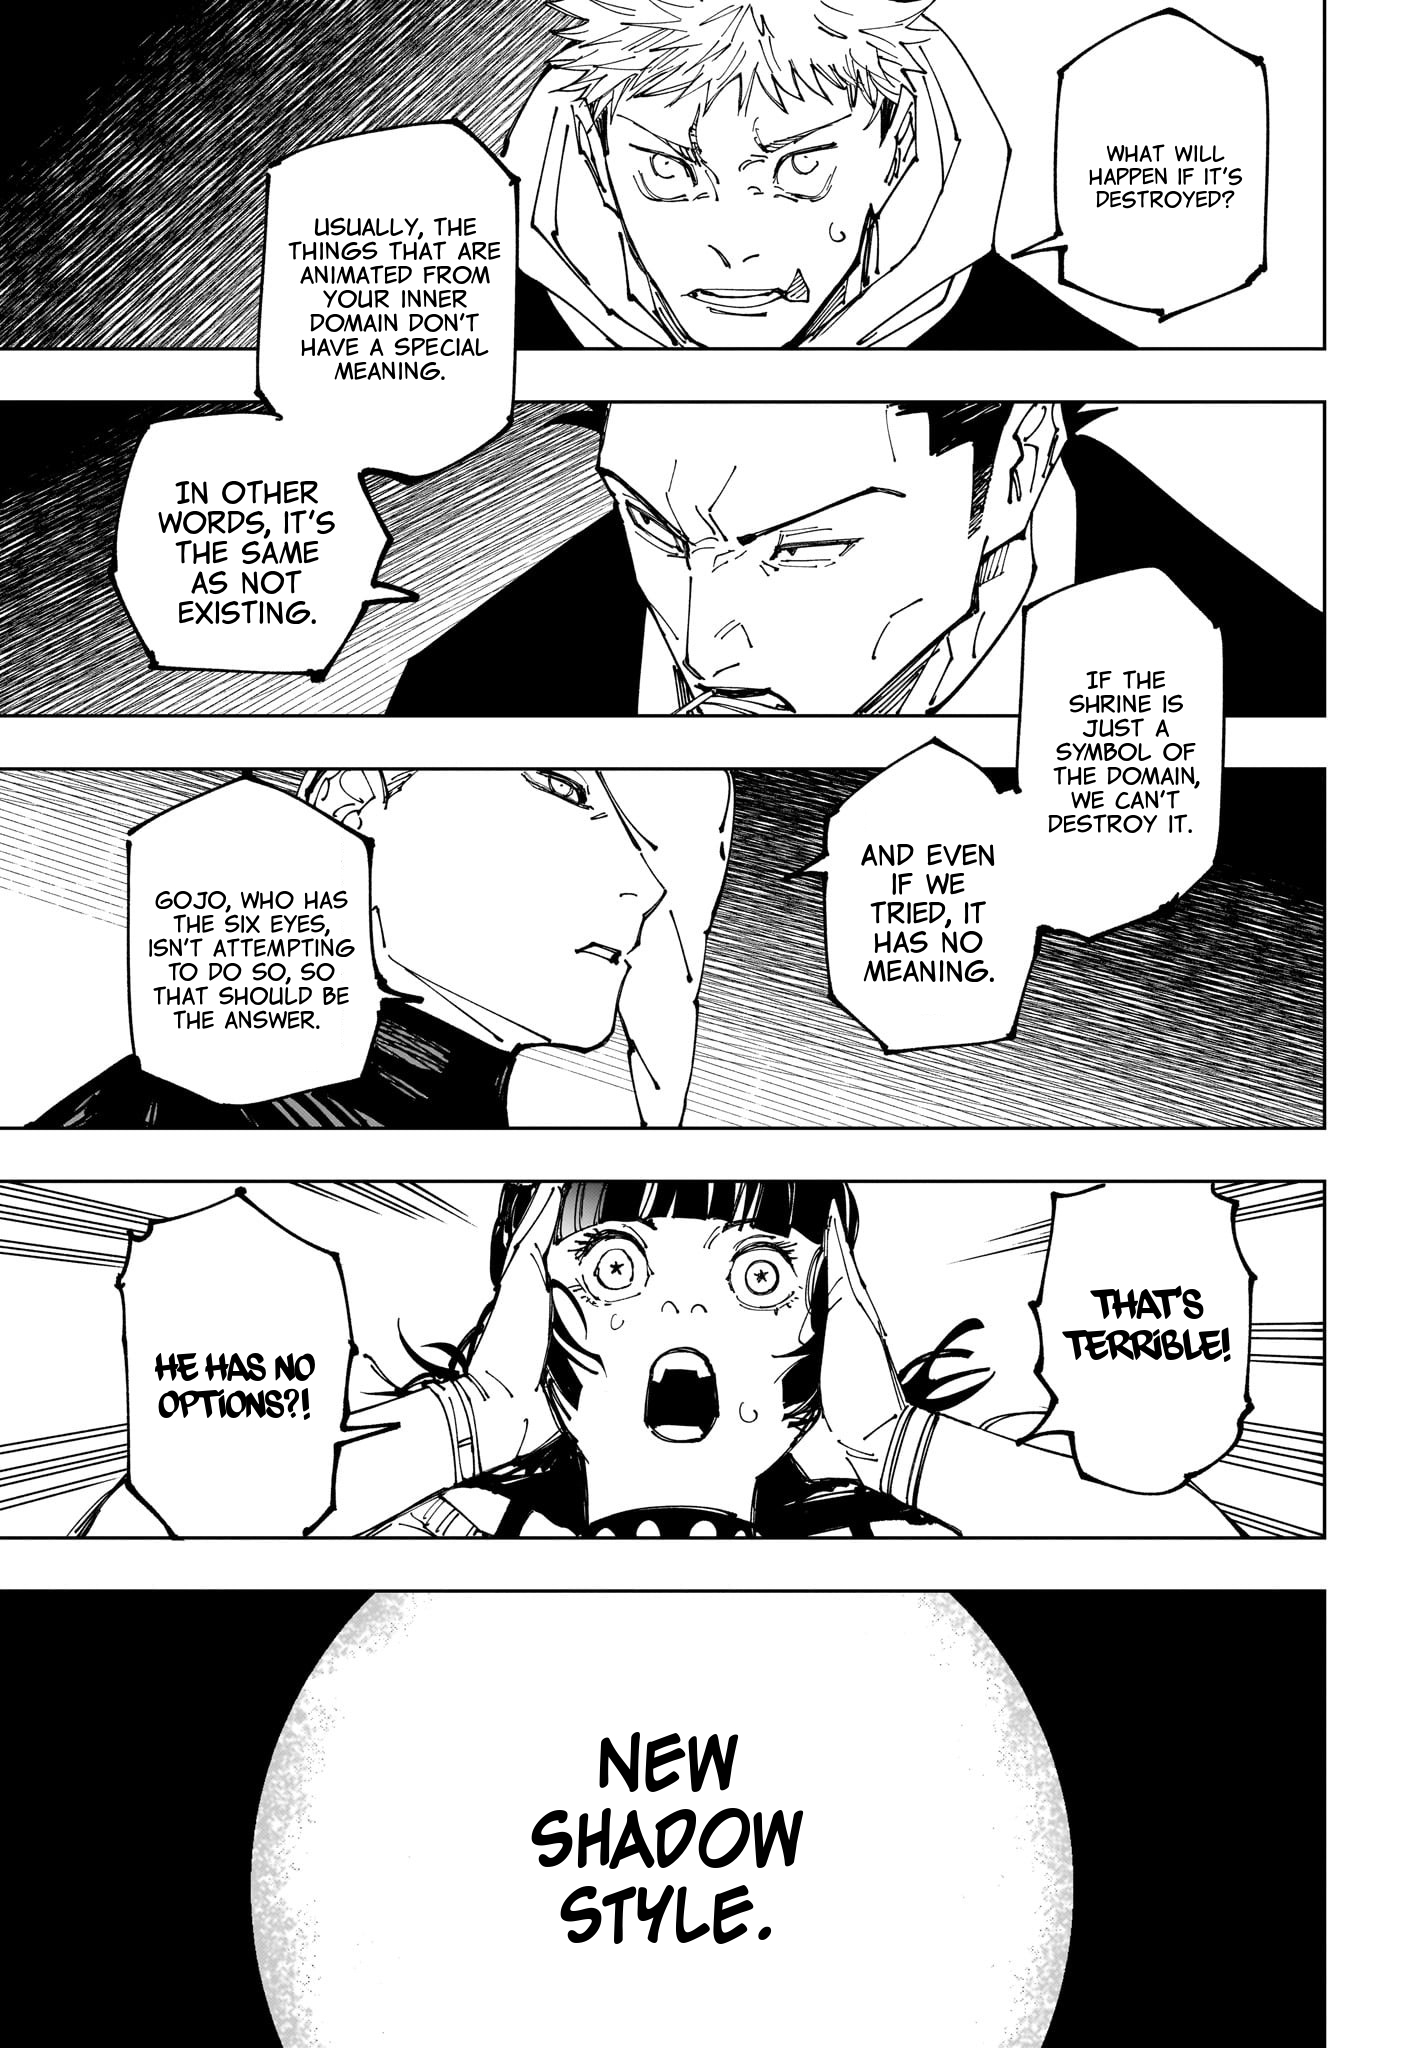 WHAT WILL
HAPPEN IF IT'S
DESTROYED?
USUALLY, THE
THINGS THAT ARE
ANIMATED FROM
YOUR INNER
DOMAIN DON'T
HAVE A SPECIAL
MEANING.
IN OTHER
WORDS, IT'S
THE SAME
AS NOT
EXISTING.
IF THE
SHRINE IS
JUST A
SYMBOL OF
THE DOMAIN,
WE CAN'T
DESTROY IT.
AND EVEN
IF WE
TRIED, IT
HAS NO
MEANING.
GOJO, WHO HAS
THE SIX EYES,
ISN'T ATTEMPTING
TO DO SO, SO
THAT SHOULD BE
THE ANSWER.
THAT'S
TERRIBLE!
HE HAS NO
OPTIONS?!
NEW
SHADOW
STYLE.